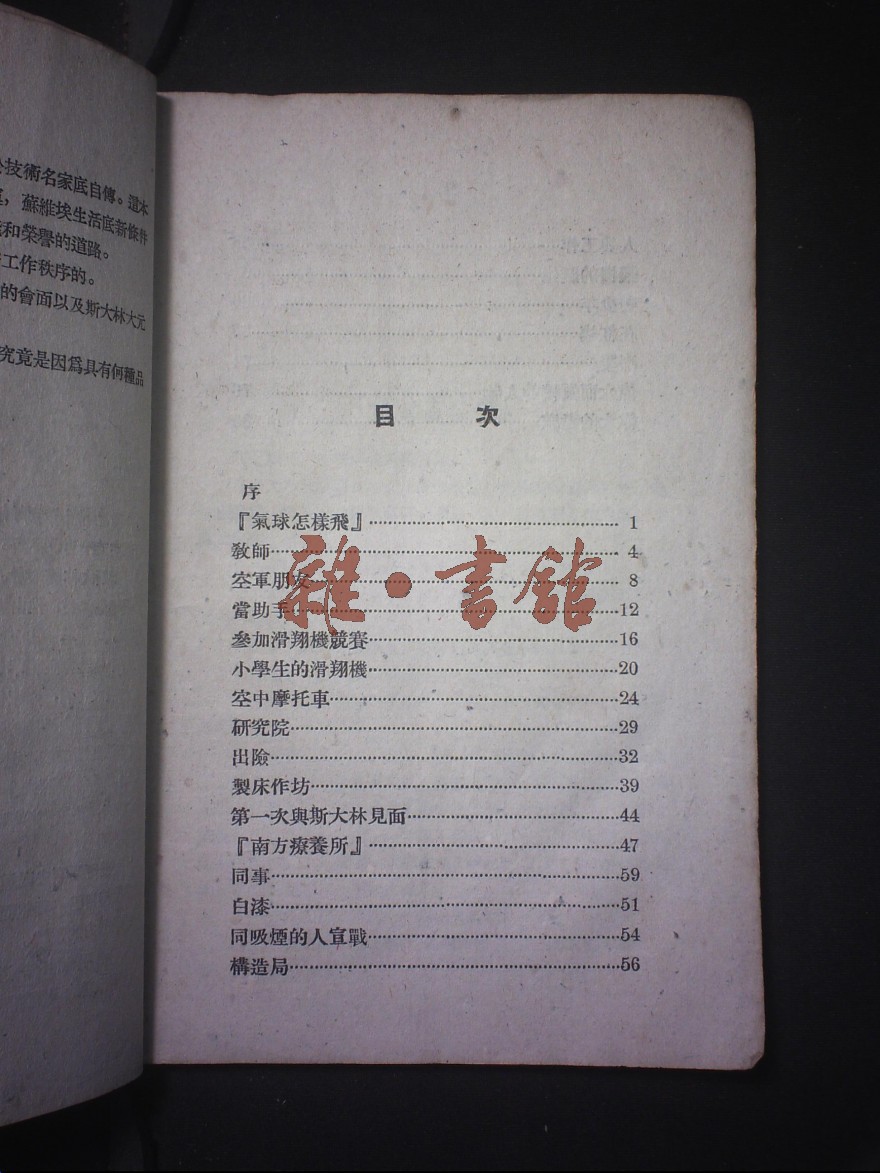 技術名家底自傳。這本
蘇維埃生活底新條件
和榮譽的道路。
工作秩序的。
的會面以及斯大林大元
究竟是因爲具有何種品
目 次
序
『氣球怎樣飛』 1
教師 4
空軍朋友 8
當助手 12
參加滑翔機競賽 16
小學生的滑翔機 20
空中摩托車 24
研究院 29
出險 32
製床作坊 39
第一次與斯大林見面 44
『南方療養所』 47
同事 59
白漆 51
同吸煙的人宣戰 54
構造局 56
雜·書館